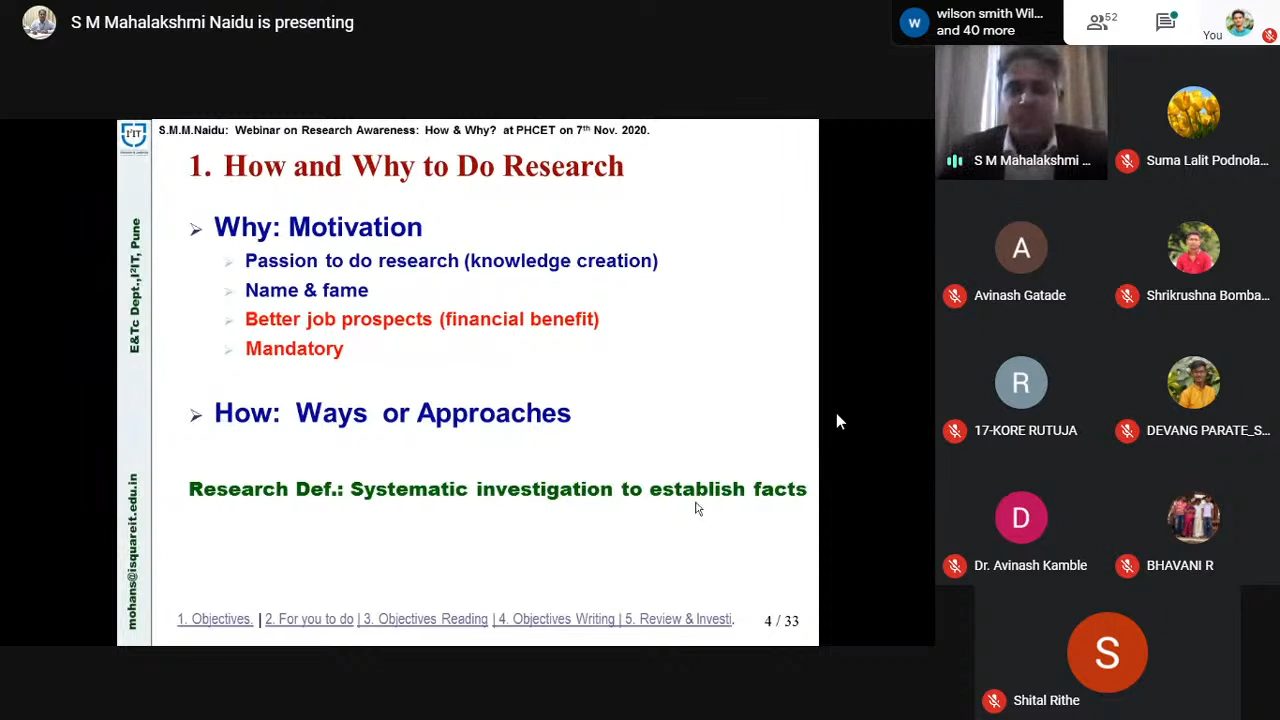 S M Mahalakshmi Naidu is presenting
wilson smith Wil...
and 40 more
W
52
You
I²IT
S.M.M.Naidu: Webinar on Research Awareness: How & Why? at PHCET on 7th Nov. 2020.
1. How and Why to Do Research
Why: Motivation
Passion to do research (knowledge creation)
Name & fame
Better job prospects (financial benefit)
Mandatory
How: Ways or Approaches
Research Def.: Systematic investigation to establish facts
1. Objectives. | 2. For you to do | 3. Objectives Reading | 4. Objectives Writing | 5. Review & Investi.
4 / 33
E&Tc Dept.,I²IT, Pune
mohans@isquareit.edu.in
S M Mahalakshmi ...
Suma Lalit Podnola...
A
Avinash Gatade
Shrikrushna Bomba...
R
17-KORE RUTUJA
DEVANG PARATE_S...
D
Dr. Avinash Kamble
BHAVANI R
S
Shital Rithe